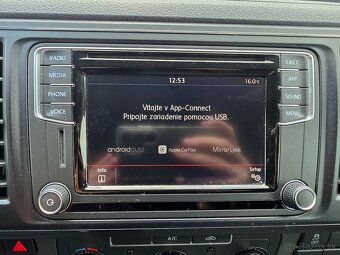 RADIO
MEDIA
PHONE
VOICE
EJECT
APP
SOUND
MENU
12:53
16.0°C
Vitajte v App-Connect
Pripojte zariadenie pomocou USB.
androidauto
Apple CarPlay
MirrorLink
Info
Setup
A/C